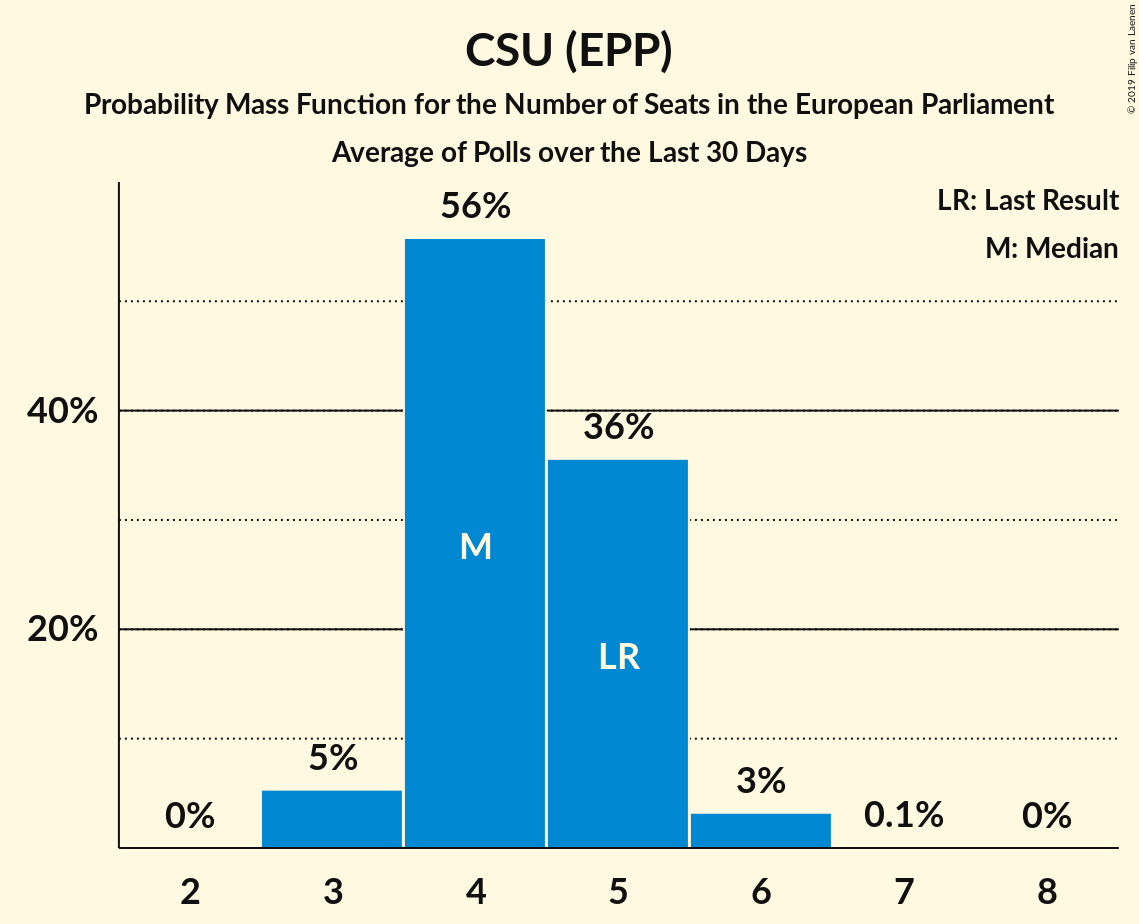 CSU (EPP)
Probability Mass Function for the Number of Seats in the European Parliament
Average of Polls over the Last 30 Days
© 2019 Filip van Laenen
LR: Last Result
M: Median
56%
40%
36%
M
20%
LR
5%
3%
0%
0.1%
0%
2 3 4 5 6 7 8